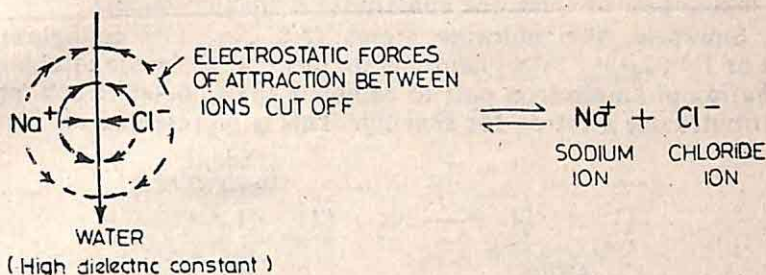 ELECTROSTATIC FORCES
OF ATTRACTION BETWEEN
IONS CUT OFF
Na⁺ Cl⁻
⇌ Na⁺ + Cl⁻
SODIUM CHLORIDE
ION ION
WATER
(High dielectric constant)